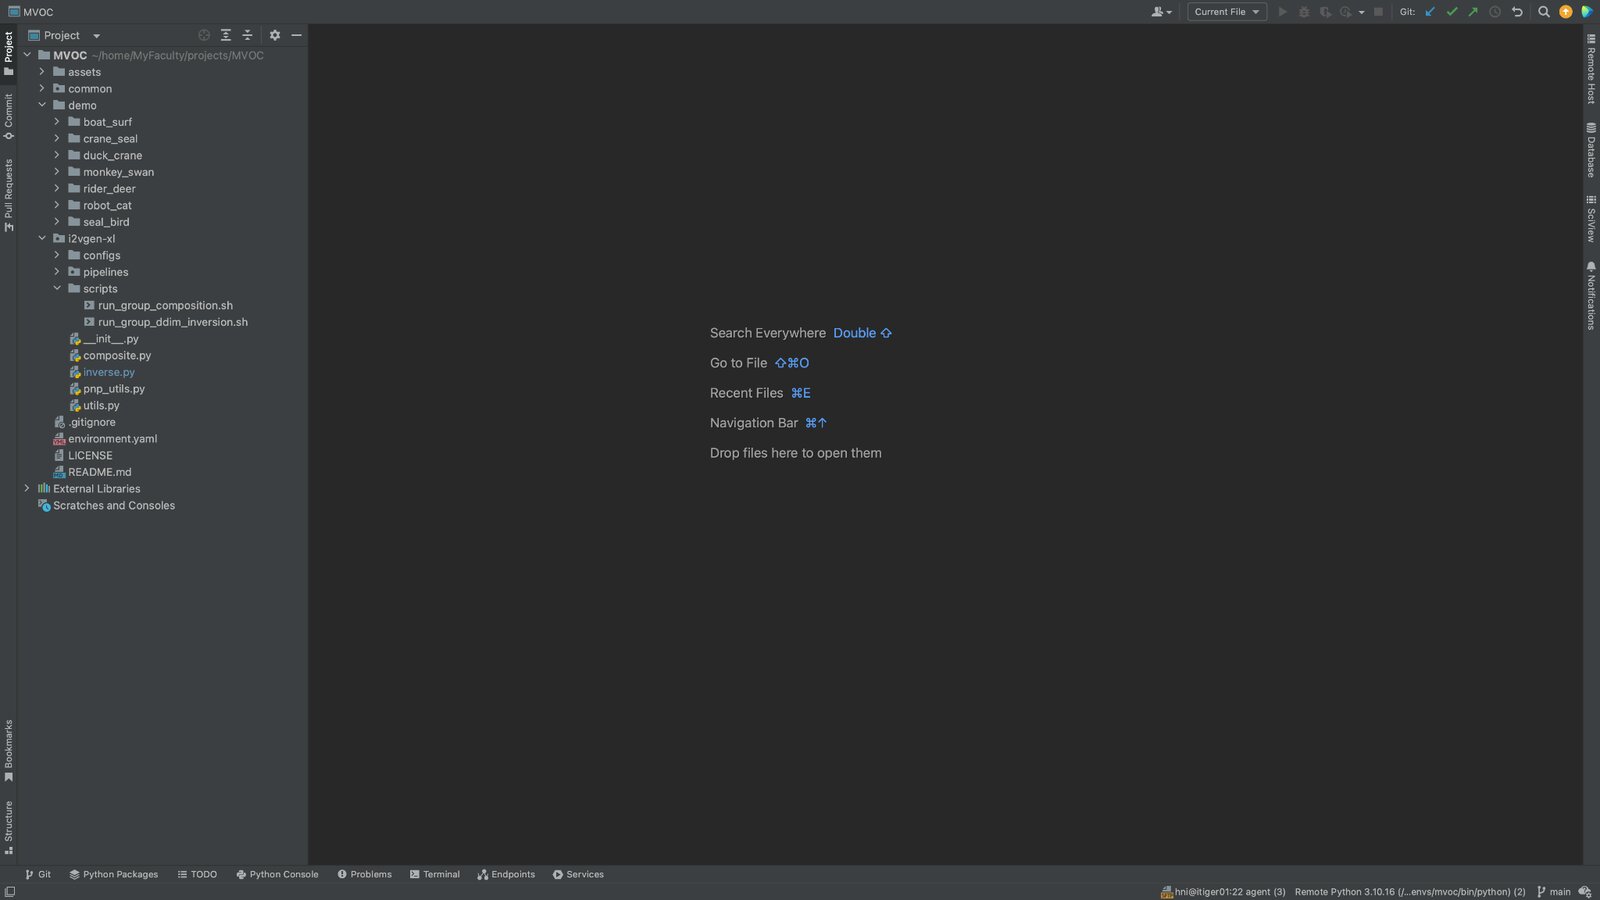 MVOC
Current File
Git:
Project
MVOC ~/home/MyFaculty/projects/MVOC
assets
common
demo
boat_surf
crane_seal
duck_crane
monkey_swan
rider_deer
robot_cat
seal_bird
i2vgen-xl
configs
pipelines
scripts
run_group_composition.sh
run_group_ddim_inversion.sh
__init__.py
composite.py
inverse.py
pnp_utils.py
utils.py
.gitignore
environment.yaml
LICENSE
README.md
External Libraries
Scratches and Consoles
Project
Commit
Pull Requests
Bookmarks
Structure
Search Everywhere Double ⇧
Go to File ⇧⌘O
Recent Files ⌘E
Navigation Bar ⌘↑
Drop files here to open them
Remote Host
Database
SciView
Notifications
Git Python Packages TODO Python Console Problems Terminal Endpoints Services
hni@itiger01:22 agent (3) Remote Python 3.10.16 (/...envs/mvoc/bin/python) (2) main